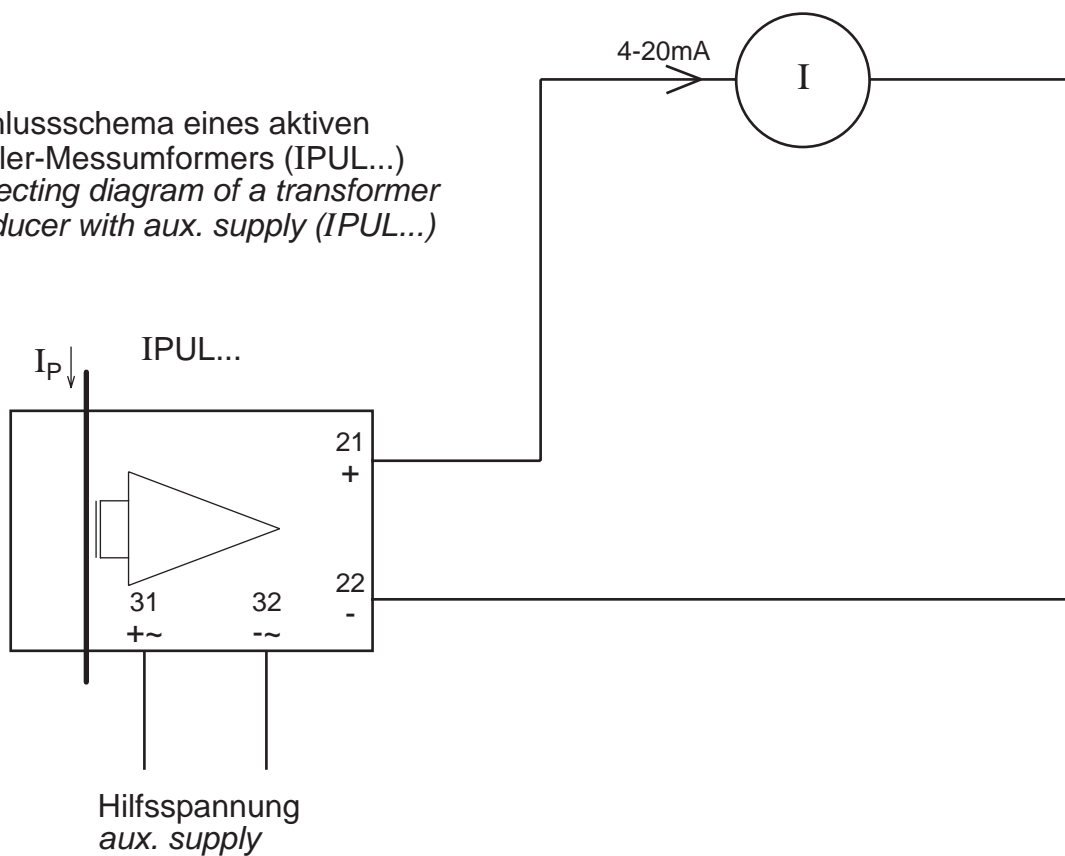 4-20mA
I
hlussschema eines aktiven
ler-Messumformers (IPUL...)
ecting diagram of a transformer
ducer with aux. supply (IPUL...)
IP
IPUL...
21
+
22
-
31
32
+~
-~
Hilfsspannung
aux. supply